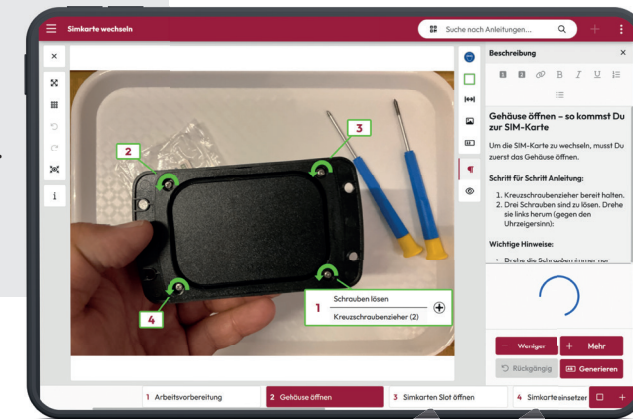 Simkarte wechseln
Suche nach Anleitungen...
Beschreibung
B I U
Gehäuse öffnen – so kommst Du
zur SIM-Karte
Um die SIM-Karte zu wechseln, musst Du
zuerst das Gehäuse öffnen.
Schritt für Schritt Anleitung:
1. Kreuzschraubenzieher bereit halten.
2. Drei Schrauben sind zu lösen. Drehe
sie links herum (gegen den
Uhrzeigersinn):
Wichtige Hinweise:
2
3
4
1
Schrauben lösen
Kreuzschraubenzieher (2)
Weniger
+ Mehr
Rückgängig
Generieren
1 Arbeitsvorbereitung
2 Gehäuse öffnen
3 Simkarten Slot öffnen
4 Simkarte einsetzer